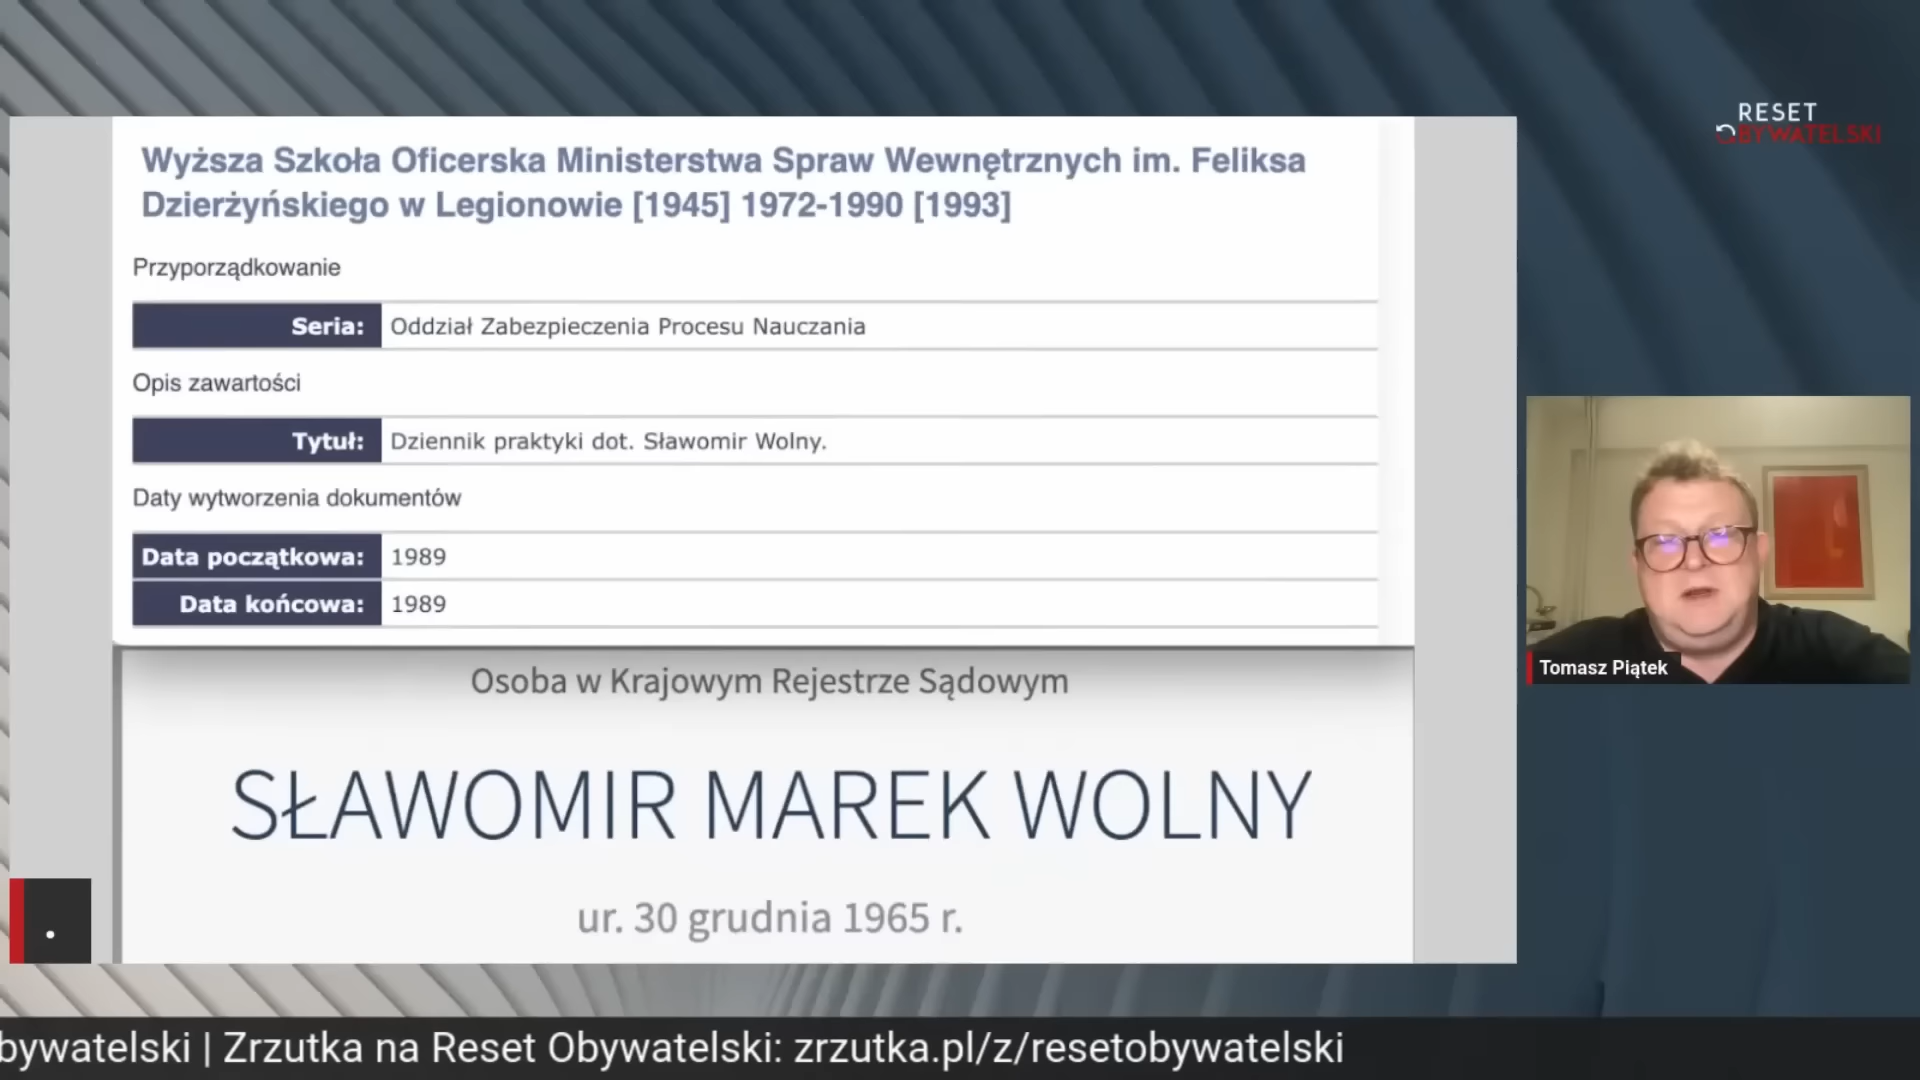 RESET
OBYWATELSKI
Wyższa Szkoła Oficerska Ministerstwa Spraw Wewnętrznych im. Feliksa
Dzierżyńskiego w Legionowie [1945] 1972-1990 [1993]
Przyporządkowanie
Seria: Oddział Zabezpieczenia Procesu Nauczania
Opis zawartości
Tytuł: Dziennik praktyki dot. Sławomir Wolny.
Daty wytworzenia dokumentów
Data początkowa: 1989
Data końcowa: 1989
Osoba w Krajowym Rejestrze Sądowym
SŁAWOMIR MAREK WOLNY
ur. 30 grudnia 1965 r.
Tomasz Piątek
.
bywatelski | Zrzutka na Reset Obywatelski: zrzutka.pl/z/resetobywatelski